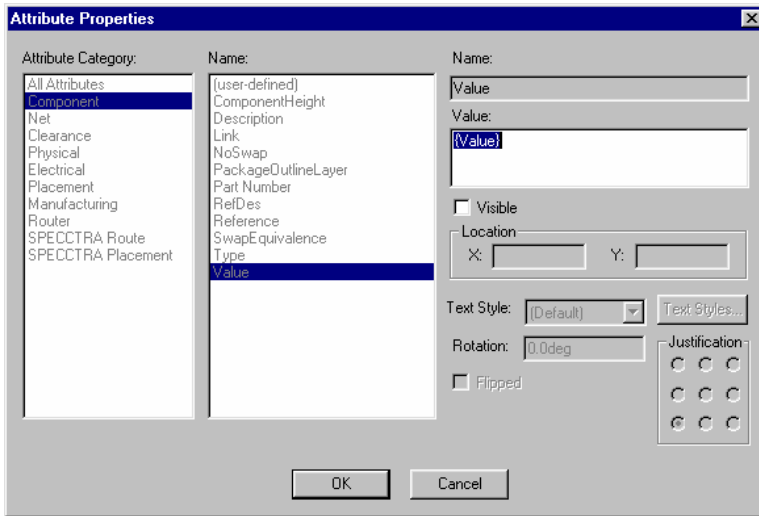 Attribute Properties
Attribute Category:
All Attributes
Component
Net
Clearance
Physical
Electrical
Placement
Manufacturing
Router
SPECCTRA Route
SPECCTRA Placement
Name:
(user-defined)
ComponentHeight
Description
Link
NoSwap
PackageOutlineLayer
Part Number
RefDes
Reference
SwapEquivalence
Type
Value
Name:
Value
Value:
{Value}
Visible
Location
X: Y:
Text Style: (Default) Text Styles...
Rotation: 0.0deg
Justification
Flipped
OK Cancel